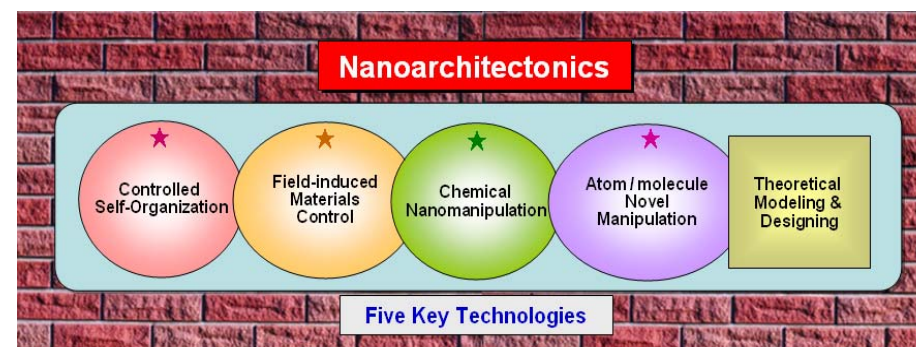 Nanoarchitectonics
Controlled
Self-Organization
Field-induced
Materials
Control
Chemical
Nanomanipulation
Atom / molecule
Novel
Manipulation
Theoretical
Modeling &
Designing
Five Key Technologies